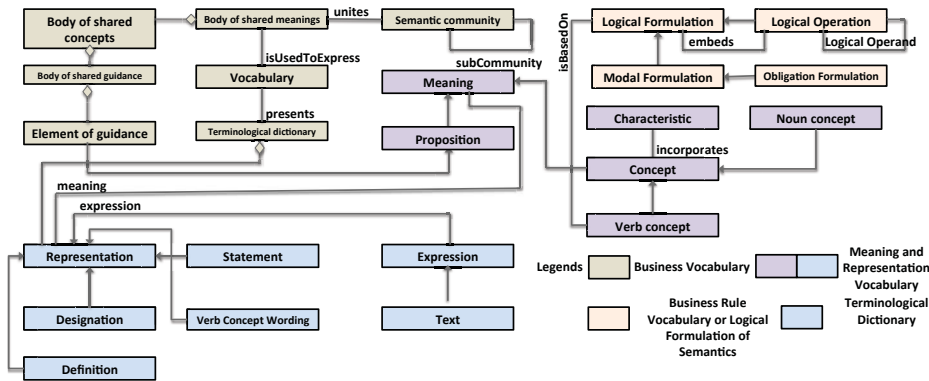 Body of shared
concepts
Body of shared meanings
unites
Semantic community
subCommunity
Body of shared guidance
isUsedToExpress
Vocabulary
presents
Element of guidance
Terminological dictionary
Meaning
Proposition
meaning
expression
isBasedOn
Logical Formulation
Logical Operation
embeds
Logical Operand
Modal Formulation
Obligation Formulation
Characteristic
Noun concept
incorporates
Concept
Verb concept
Representation
Statement
Expression
Designation
Verb Concept Wording
Text
Definition
Legends
Business Vocabulary
Meaning and
Representation
Vocabulary
Business Rule
Vocabulary or Logical
Formulation of
Semantics
Terminological
Dictionary